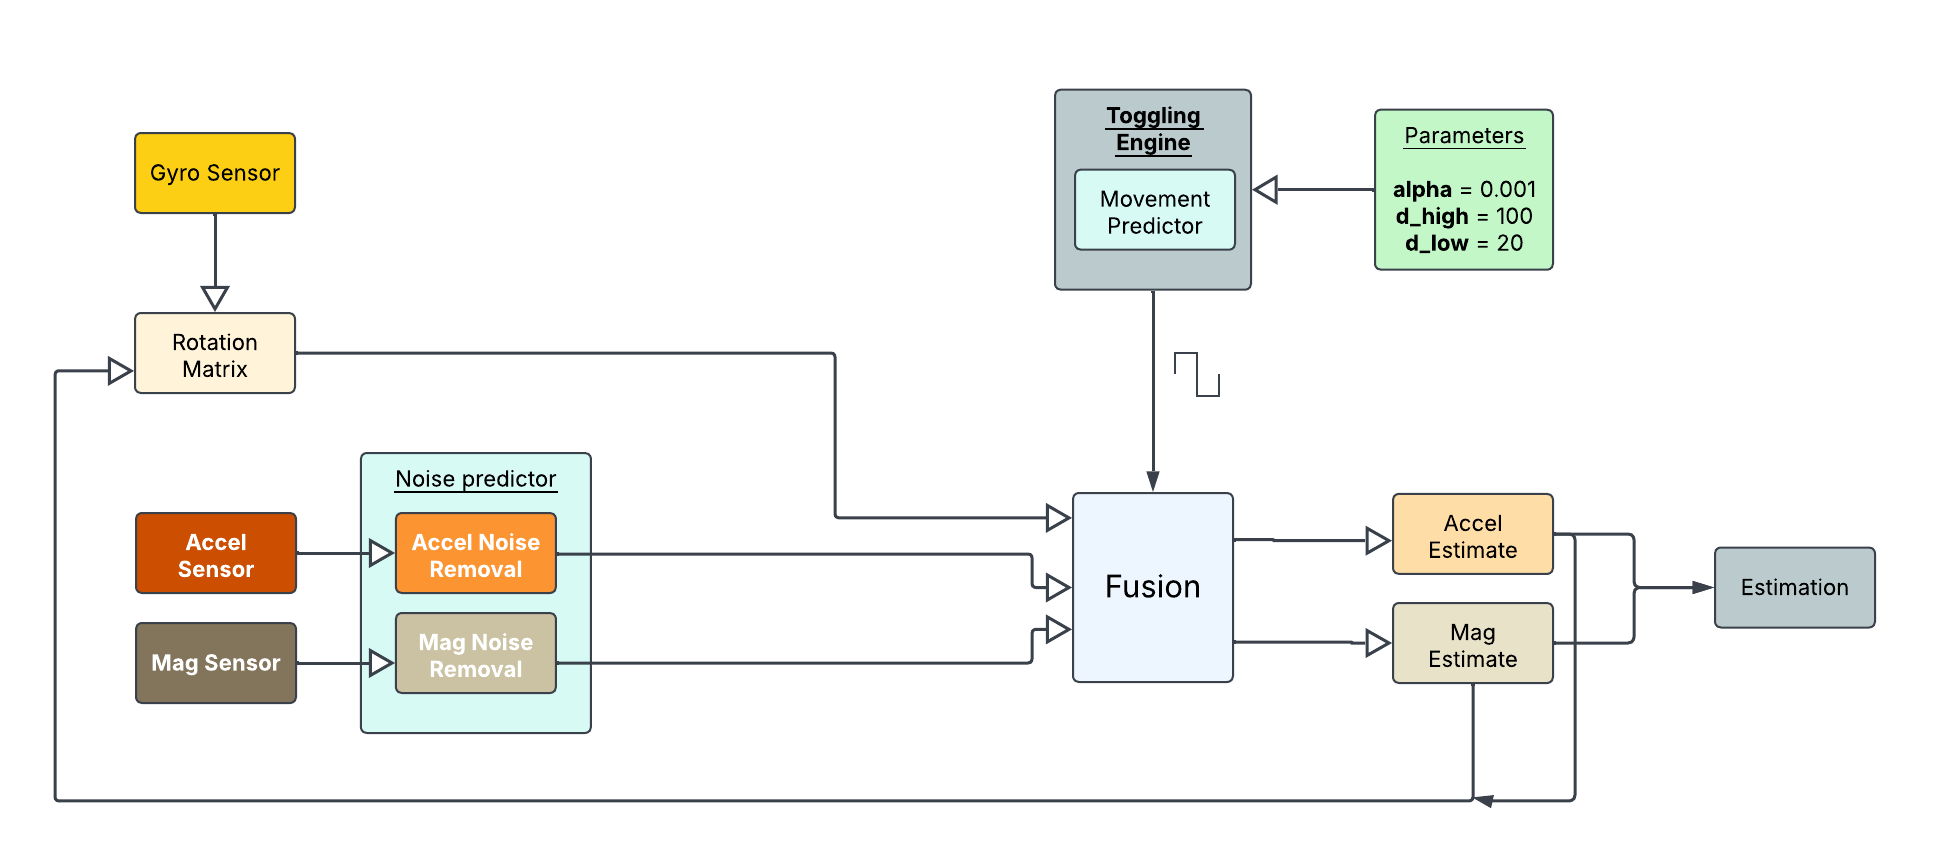 Toggling
Engine
Movement
Predictor
Parameters
alpha = 0.001
d_high = 100
d_low = 20
Gyro Sensor
Rotation
Matrix
Noise predictor
Accel
Sensor
Accel Noise
Removal
Mag Sensor
Mag Noise
Removal
Fusion
Accel
Estimate
Mag
Estimate
Estimation